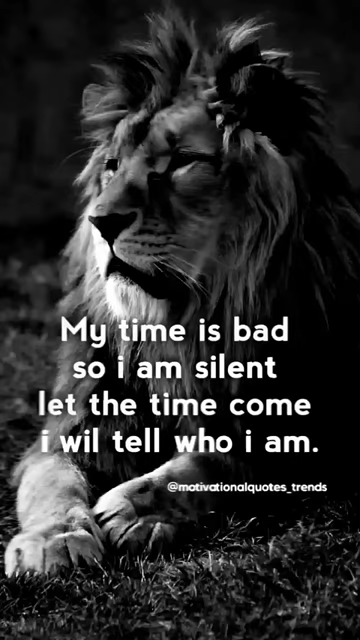 My time is bad
so i am silent
let the time come
i wil tell who i am.
@motivationalquotes_trends